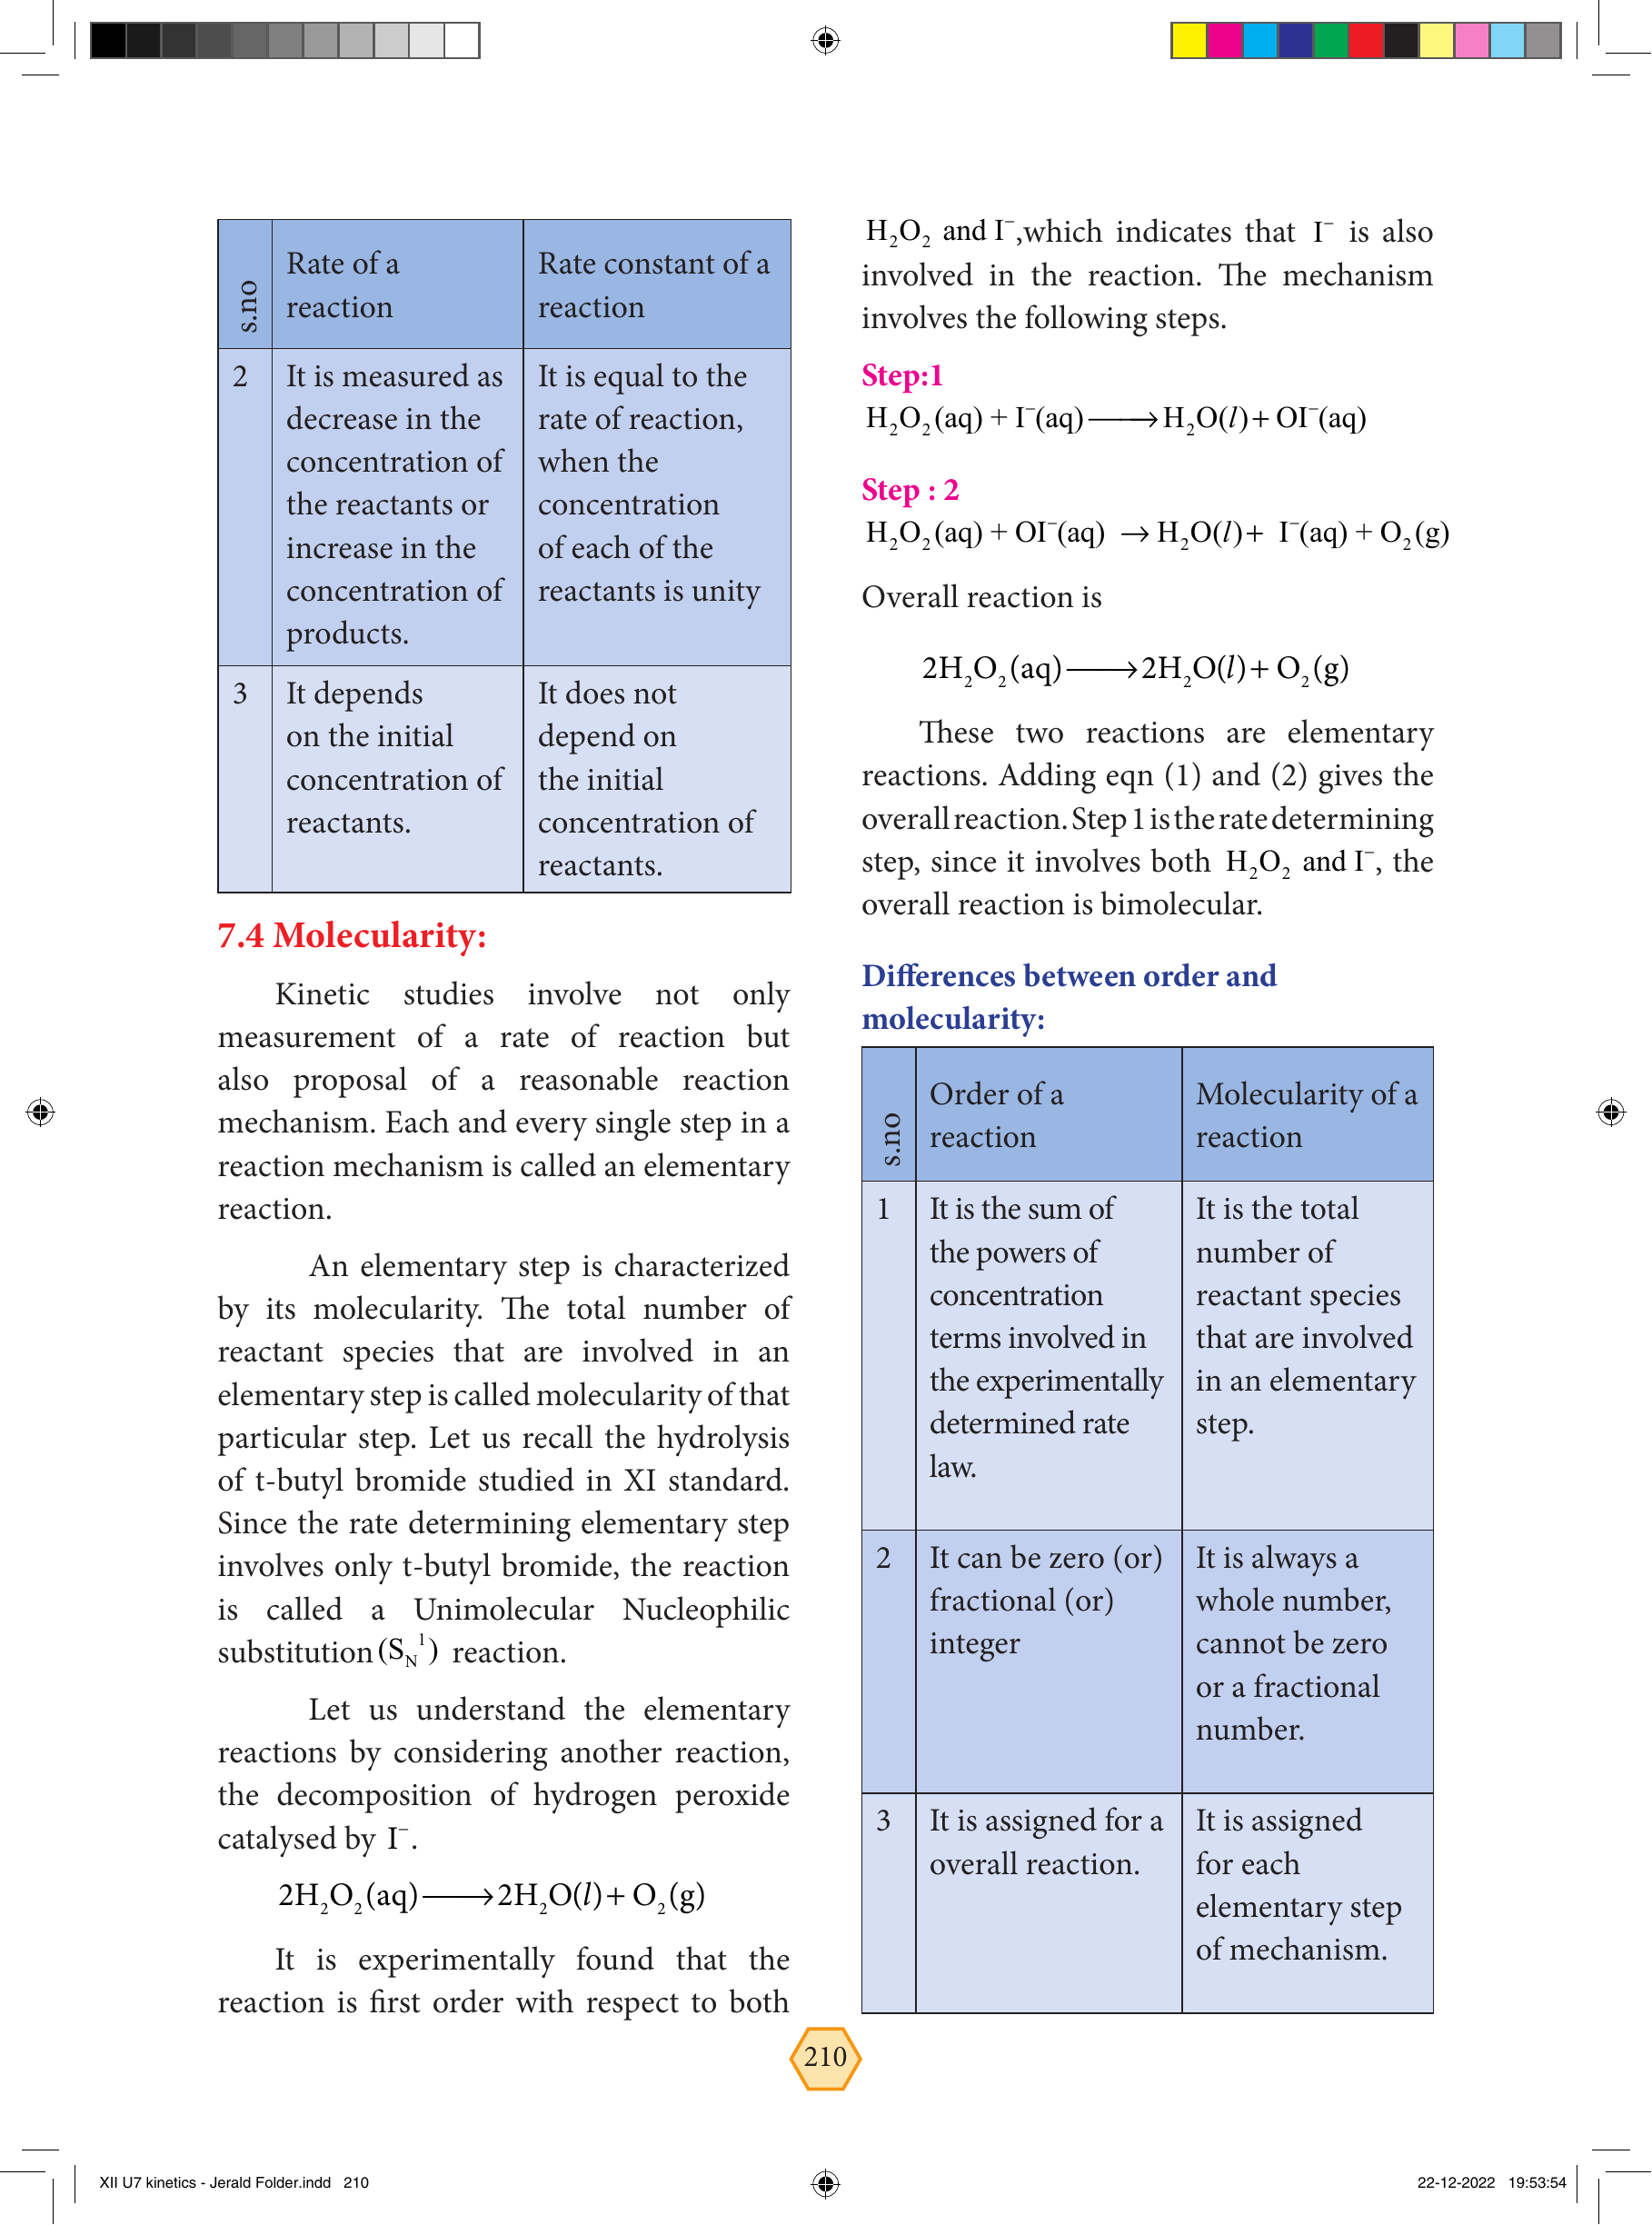 s.no
Rate of a
reaction
Rate constant of a
reaction
2
It is measured as
decrease in the
concentration of
the reactants or
increase in the
concentration of
products.
It is equal to the
rate of reaction,
when the
concentration
of each of the
reactants is unity
3
It depends
on the initial
concentration of
reactants.
It does not
depend on
the initial
concentration of
reactants.
7.4 Molecularity:
Kinetic studies involve not only
measurement of a rate of reaction but
also proposal of a reasonable reaction
mechanism. Each and every single step in a
reaction mechanism is called an elementary
reaction.
An elementary step is characterized
by its molecularity. The total number of
reactant species that are involved in an
elementary step is called molecularity of that
particular step. Let us recall the hydrolysis
of t-butyl bromide studied in XI standard.
Since the rate determining elementary step
involves only t-butyl bromide, the reaction
is called a Unimolecular Nucleophilic
substitution (S_N^1) reaction.
Let us understand the elementary
reactions by considering another reaction,
the decomposition of hydrogen peroxide
catalysed by I⁻.
2H₂O₂(aq)⟶2H₂O(l)+ O₂(g)
It is experimentally found that the
reaction is first order with respect to both
H₂O₂ and I⁻,which indicates that I⁻ is also
involved in the reaction. The mechanism
involves the following steps.
Step:1
H₂O₂(aq) + I⁻(aq)⟶H₂O(l)+ OI⁻(aq)
Step : 2
H₂O₂(aq) + OI⁻(aq) → H₂O(l)+ I⁻(aq) + O₂(g)
Overall reaction is
2H₂O₂(aq)⟶2H₂O(l)+ O₂(g)
These two reactions are elementary
reactions. Adding eqn (1) and (2) gives the
overall reaction. Step 1 is the rate determining
step, since it involves both H₂O₂ and I⁻, the
overall reaction is bimolecular.
Differences between order and
molecularity:
s.no
Order of a
reaction
Molecularity of a
reaction
1
It is the sum of
the powers of
concentration
terms involved in
the experimentally
determined rate
law.
It is the total
number of
reactant species
that are involved
in an elementary
step.
2
It can be zero (or)
fractional (or)
integer
It is always a
whole number,
cannot be zero
or a fractional
number.
3
It is assigned for a
overall reaction.
It is assigned
for each
elementary step
of mechanism.
210
XII U7 kinetics - Jerald Folder.indd 210
22-12-2022 19:53:54